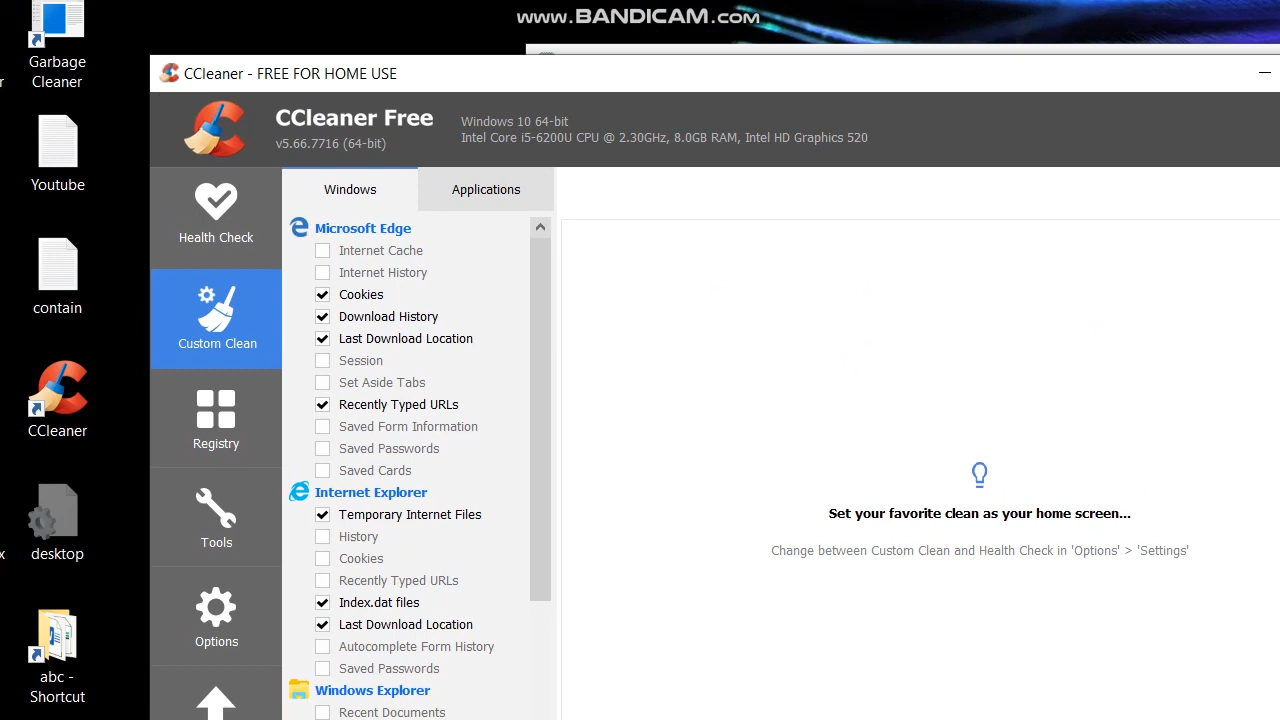 www.BANDICAM.com
Garbage
Cleaner
Youtube
contain
CCleaner
desktop
abc -
Shortcut
CCleaner - FREE FOR HOME USE
CCleaner Free
v5.66.7716 (64-bit)
Windows 10 64-bit
Intel Core i5-6200U CPU @ 2.30GHz, 8.0GB RAM, Intel HD Graphics 520
Health Check
Custom Clean
Registry
Tools
Options
Windows
Applications
Microsoft Edge
Internet Cache
Internet History
Cookies
Download History
Last Download Location
Session
Set Aside Tabs
Recently Typed URLs
Saved Form Information
Saved Passwords
Saved Cards
Internet Explorer
Temporary Internet Files
History
Cookies
Recently Typed URLs
Index.dat files
Last Download Location
Autocomplete Form History
Saved Passwords
Windows Explorer
Recent Documents
Set your favorite clean as your home screen...
Change between Custom Clean and Health Check in 'Options' > 'Settings'